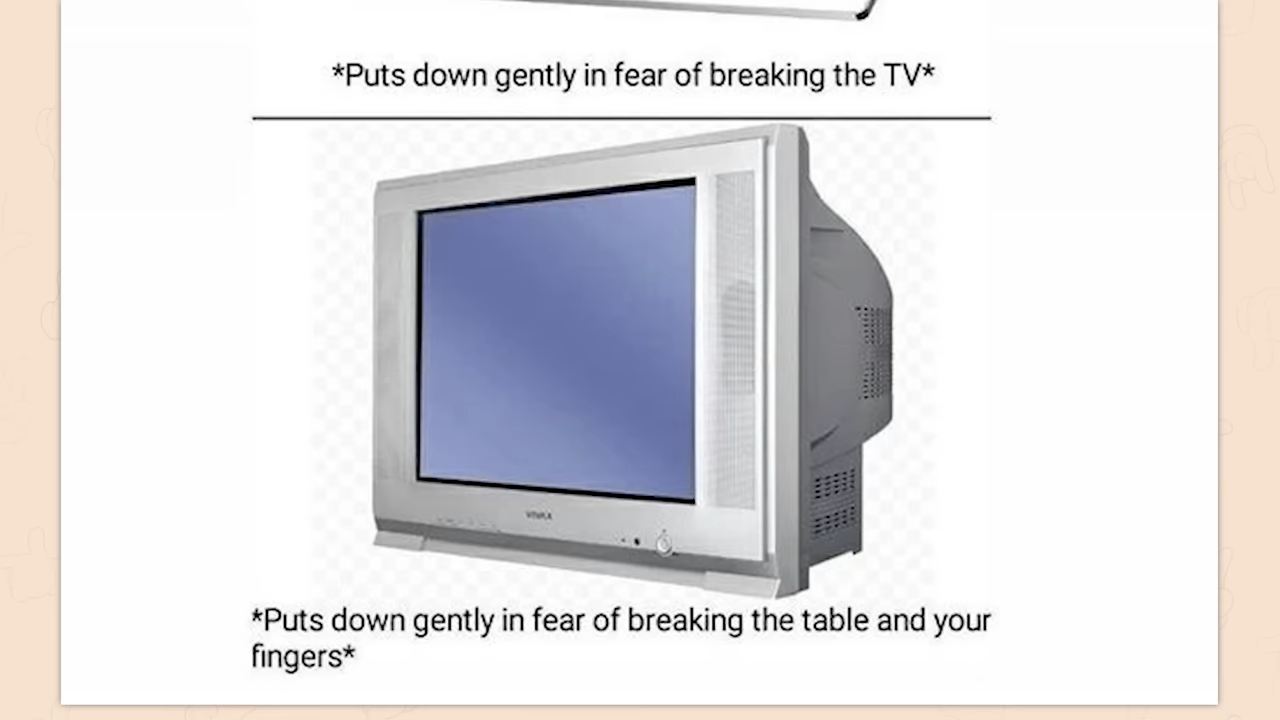 *Puts down gently in fear of breaking the TV*
VIVAX
*Puts down gently in fear of breaking the table and your
fingers*